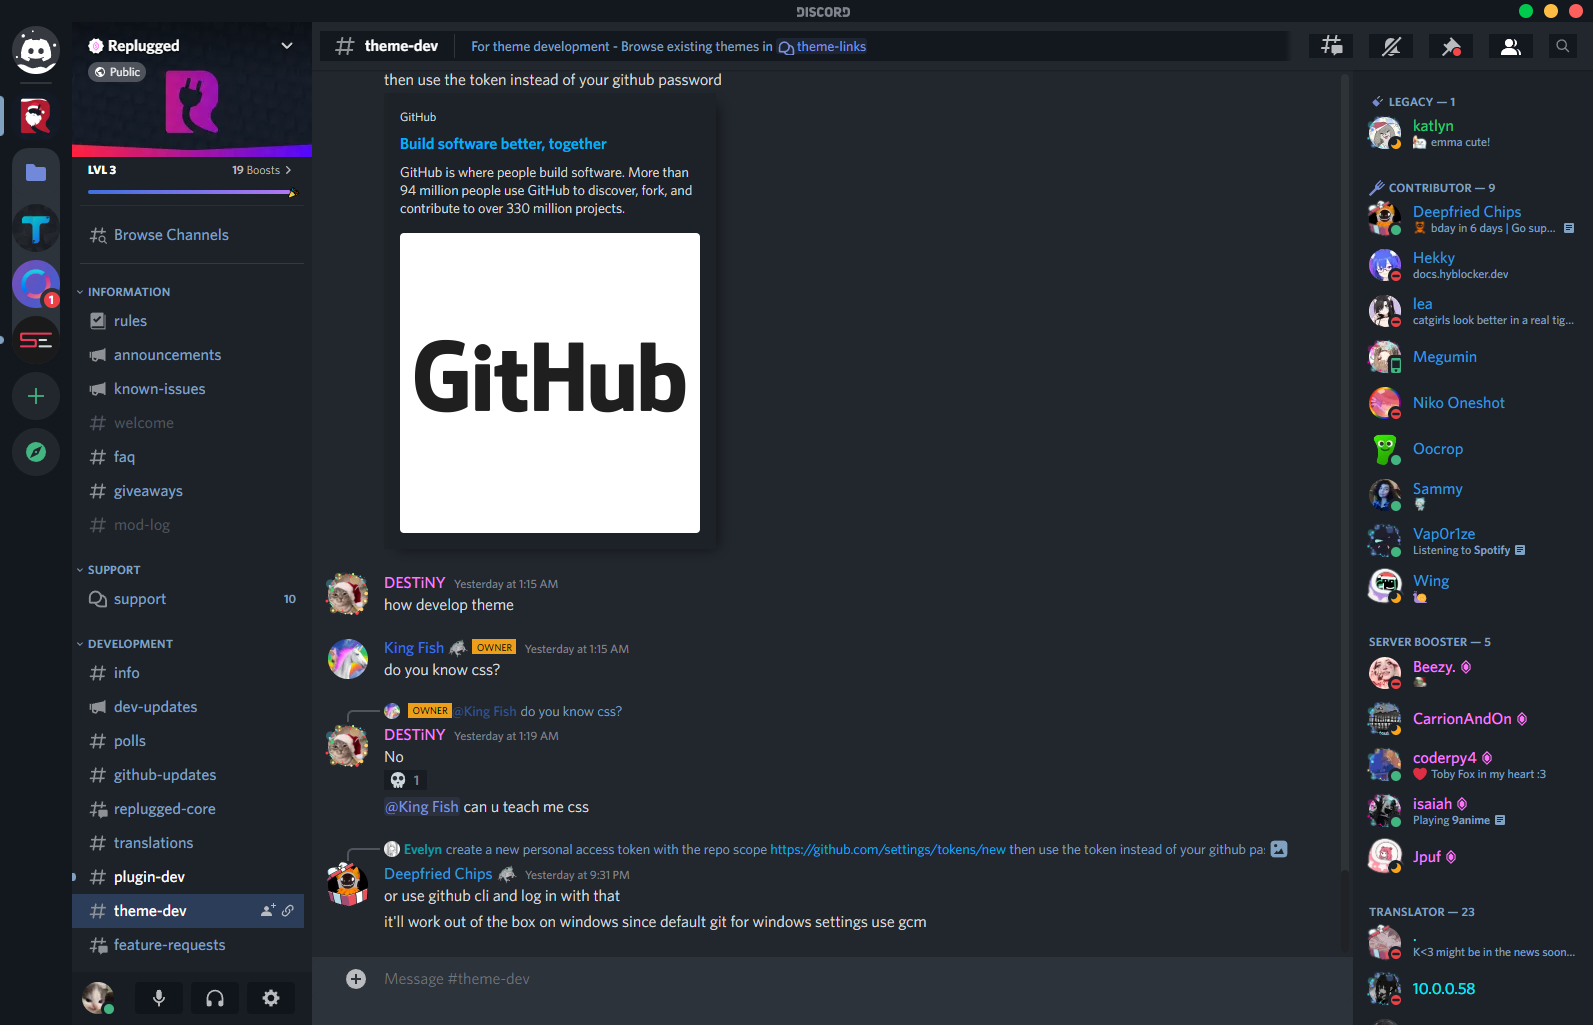 DISCORD
Replugged
Public
LVL 3
19 Boosts
Browse Channels
INFORMATION
rules
announcements
known-issues
welcome
faq
giveaways
mod-log
SUPPORT
support
10
DEVELOPMENT
info
dev-updates
polls
github-updates
replugged-core
translations
plugin-dev
theme-dev
feature-requests
1
theme-dev
For theme development - Browse existing themes in theme-links
then use the token instead of your github password
GitHub
Build software better, together
GitHub is where people build software. More than
94 million people use GitHub to discover, fork, and
contribute to over 330 million projects.
GitHub
DESTiNY Yesterday at 1:15 AM
how develop theme
King Fish OWNER Yesterday at 1:15 AM
do you know css?
OWNER @King Fish do you know css?
DESTiNY Yesterday at 1:19 AM
No
1
@King Fish can u teach me css
Evelyn create a new personal access token with the repo scope https://github.com/settings/tokens/new then use the token instead of your github pa
Deepfried Chips Yesterday at 9:31 PM
or use github cli and log in with that
it'll work out of the box on windows since default git for windows settings use gcm
Message #theme-dev
LEGACY — 1
katlyn
emma cute!
CONTRIBUTOR — 9
Deepfried Chips
bday in 6 days | Go sup...
Hekky
docs.hyblocker.dev
lea
catgirls look better in a real tig...
Megumin
Niko Oneshot
Oocrop
Sammy
Vap0r1ze
Listening to Spotify
Wing
SERVER BOOSTER — 5
Beezy.
CarrionAndOn
coderpy4
Toby Fox in my heart :3
isaiah
Playing 9anime
Jpuf
TRANSLATOR — 23
.
K<3 might be in the news soon...
10.0.0.58